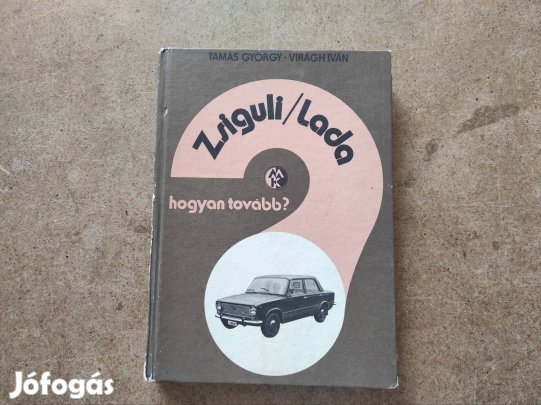 TAMÁS GYÖRGY-VIRÁGH IVÁN
Zsiguli/Lada
MK
hogyan tovább?
Jófogás